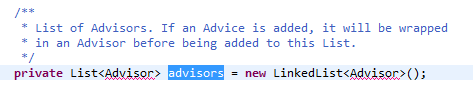 /**
* List of Advisors. If an Advice is added, it will be wrapped
* in an Advisor before being added to this List.
*/
private List<Advisor> advisors = new LinkedList<Advisor>();